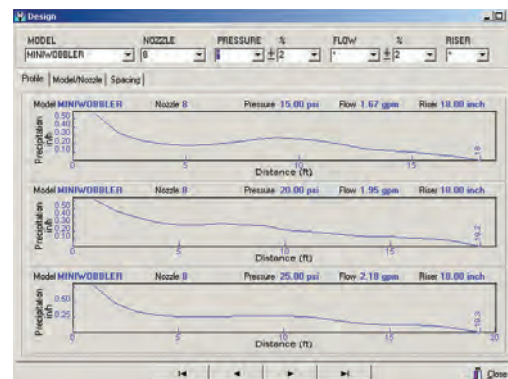 Design
MODEL NOZZLE PRESSURE % FLOW % RISER
MINIWOBBLER 8 * ± 2 * ± 2 *
Profile Model/Nozzle Spacing
Model MINIWOBBLER Nozzle 8 Pressure 15.00 psi Flow 1.67 gpm Riser 18.00 inch
Precipitation in/h
0.50
0.40
0.30
0.20
0.10
0 5 10 15 18
Distance (ft)
Model MINIWOBBLER Nozzle 8 Pressure 20.00 psi Flow 1.95 gpm Riser 18.00 inch
Precipitation in/h
0.50
0.40
0.30
0.20
0.10
0 5 10 15 19.2
Distance (ft)
Model MINIWOBBLER Nozzle 8 Pressure 25.00 psi Flow 2.18 gpm Riser 18.00 inch
Precipitation in/h
0.50
0.25
0 5 10 15 19.3 20
Distance (ft)
Close